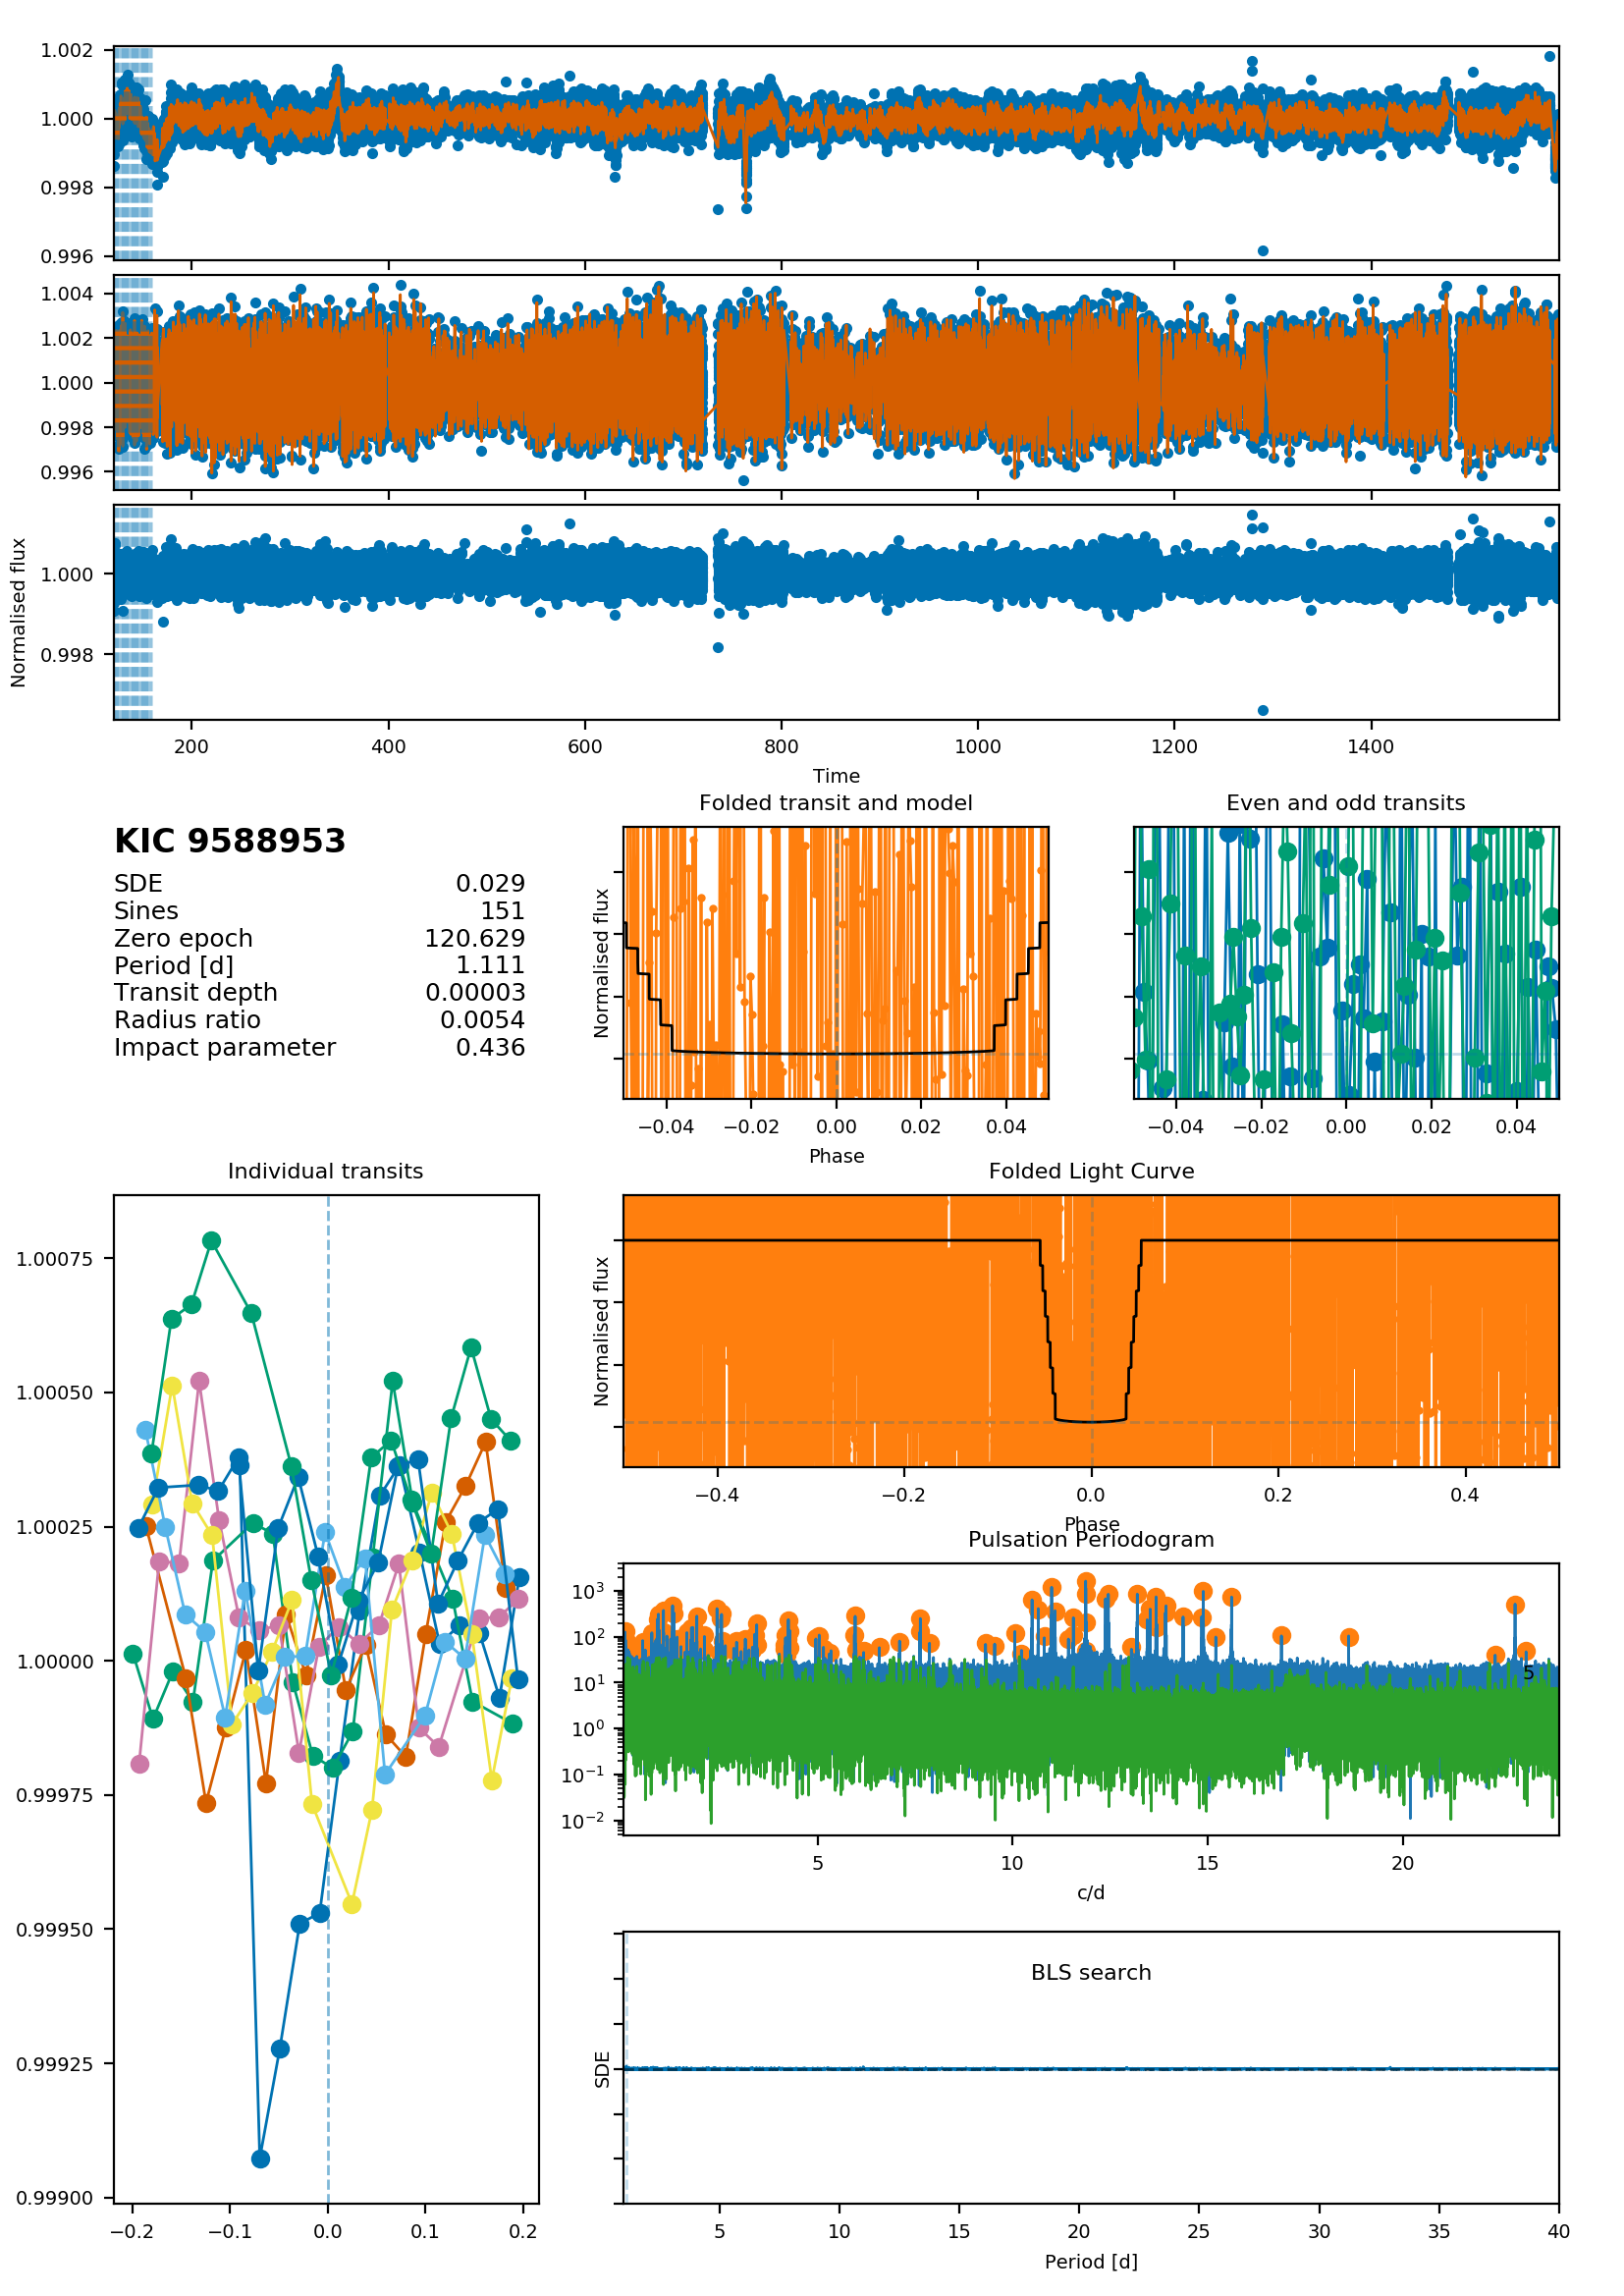 1.002
1.000
0.998
0.996
1.004
1.002
1.000
0.998
0.996
1.000
0.998
Normalised flux
200 400 600 800 1000 1200 1400
Time
KIC 9588953
SDE 0.029
Sines 151
Zero epoch 120.629
Period [d] 1.111
Transit depth 0.00003
Radius ratio 0.0054
Impact parameter 0.436
Folded transit and model
Normalised flux
−0.04 −0.02 0.00 0.02 0.04
Phase
Even and odd transits
−0.04 −0.02 0.00 0.02 0.04
Individual transits
1.00075
1.00050
1.00025
1.00000
0.99975
0.99950
0.99925
0.99900
−0.2 −0.1 0.0 0.1 0.2
Folded Light Curve
Normalised flux
−0.4 −0.2 0.0 0.2 0.4
Phase
Pulsation Periodogram
10³
10²
10¹
10⁰
10⁻¹
10⁻²
5
5 10 15 20
c/d
BLS search
SDE
5 10 15 20 25 30 35 40
Period [d]